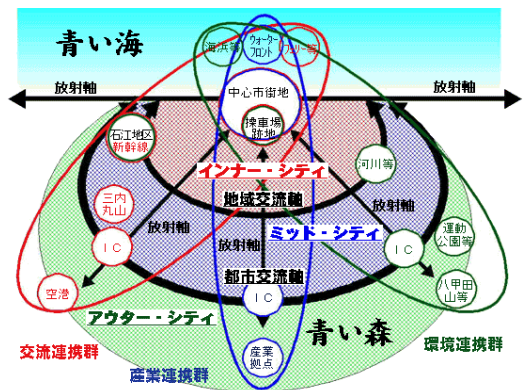 青い海
海浜等
ウォーター
フロント
フェリー等
放射軸
放射軸
中心市街地
操車場
跡地
石江地区
新幹線
河川等
インナー・シティ
地域交流軸
三内
丸山
放射軸
放射軸
放射軸
ミッド・シティ
運動
公園等
IC
IC
都市交流軸
空港
IC
八甲田
山等
アウター・シティ
青い森
交流連携群
産業連携群
産業
拠点
環境連携群